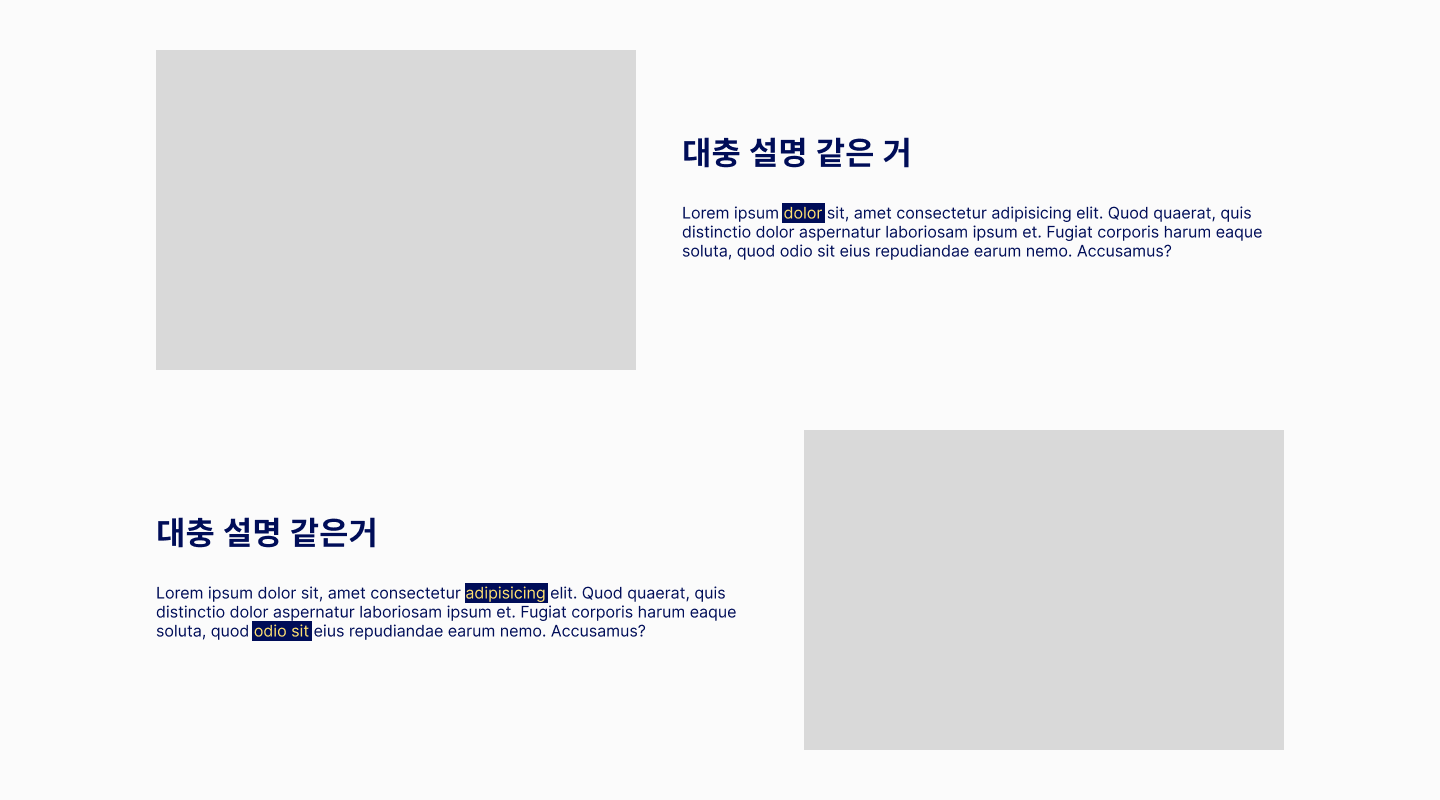 대충 설명 같은 거
Lorem ipsum dolor sit, amet consectetur adipisicing elit. Quod quaerat, quis
distinctio dolor aspernatur laboriosam ipsum et. Fugiat corporis harum eaque
soluta, quod odio sit eius repudiandae earum nemo. Accusamus?
대충 설명 같은거
Lorem ipsum dolor sit, amet consectetur adipisicing elit. Quod quaerat, quis
distinctio dolor aspernatur laboriosam ipsum et. Fugiat corporis harum eaque
soluta, quod odio sit eius repudiandae earum nemo. Accusamus?